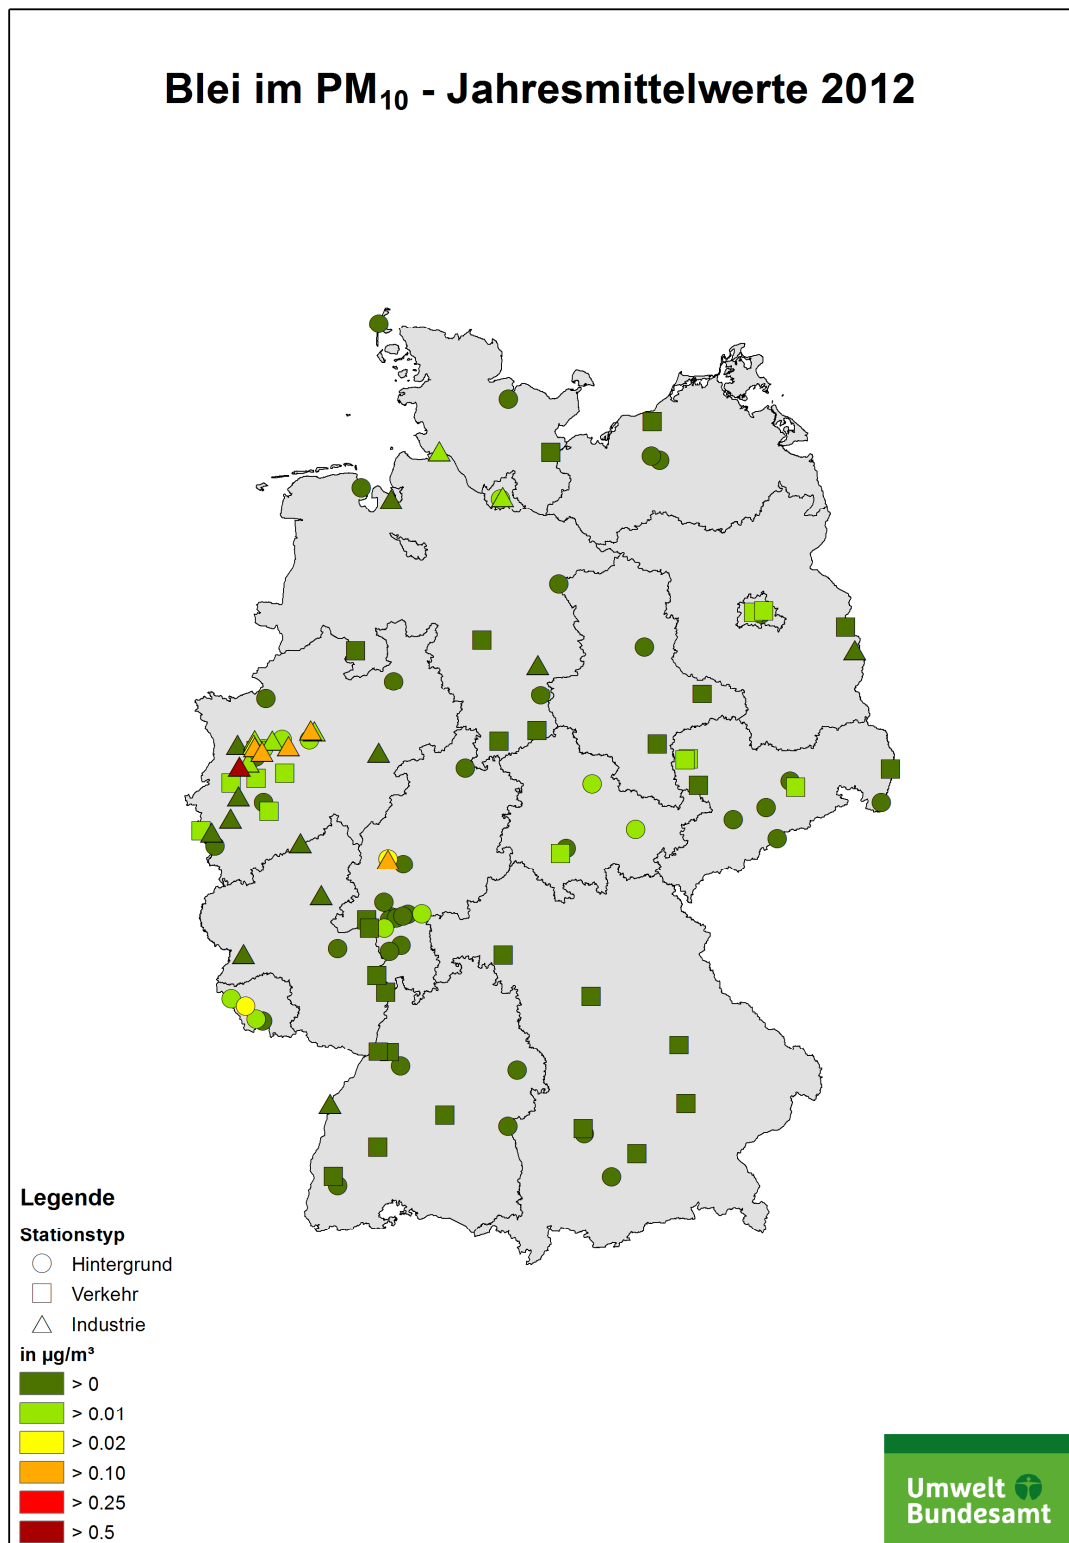 Blei im PM₁₀ - Jahresmittelwerte 2012
Legende
Stationstyp
Hintergrund
Verkehr
Industrie
in µg/m³
> 0
> 0.01
> 0.02
> 0.10
> 0.25
> 0.5
Umwelt
Bundesamt